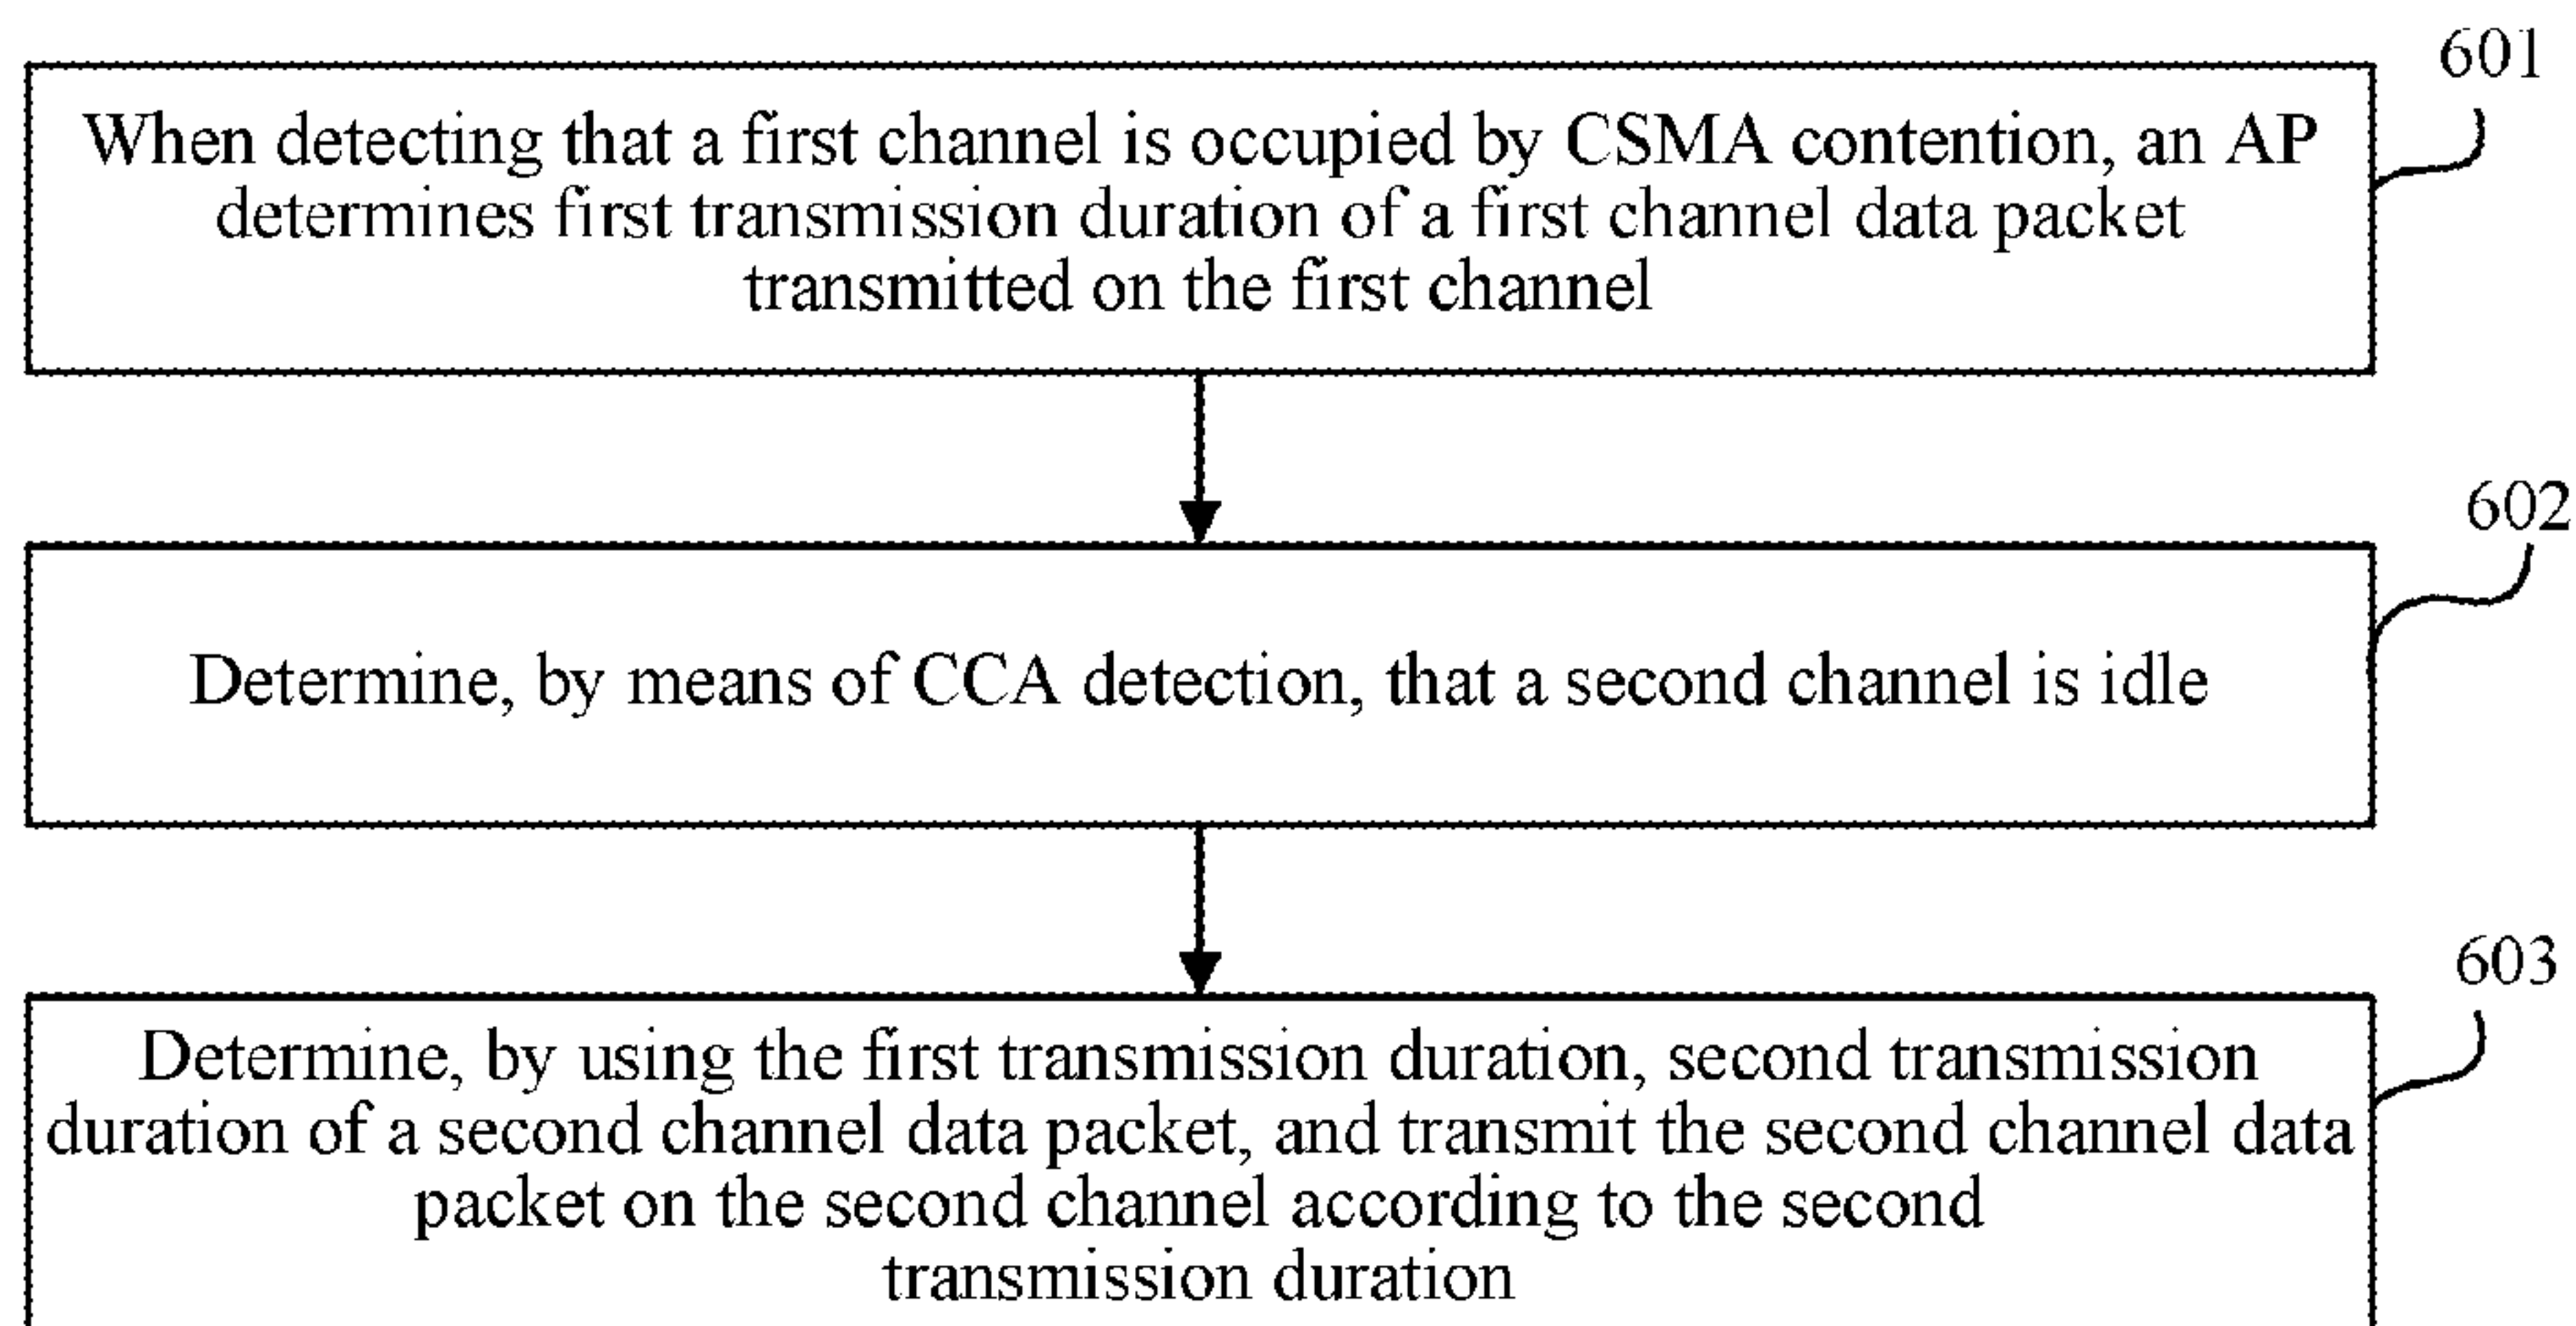 601
When detecting that a first channel is occupied by CSMA contention, an AP
determines first transmission duration of a first channel data packet
transmitted on the first channel
602
Determine, by means of CCA detection, that a second channel is idle
603
Determine, by using the first transmission duration, second transmission
duration of a second channel data packet, and transmit the second channel data
packet on the second channel according to the second
transmission duration